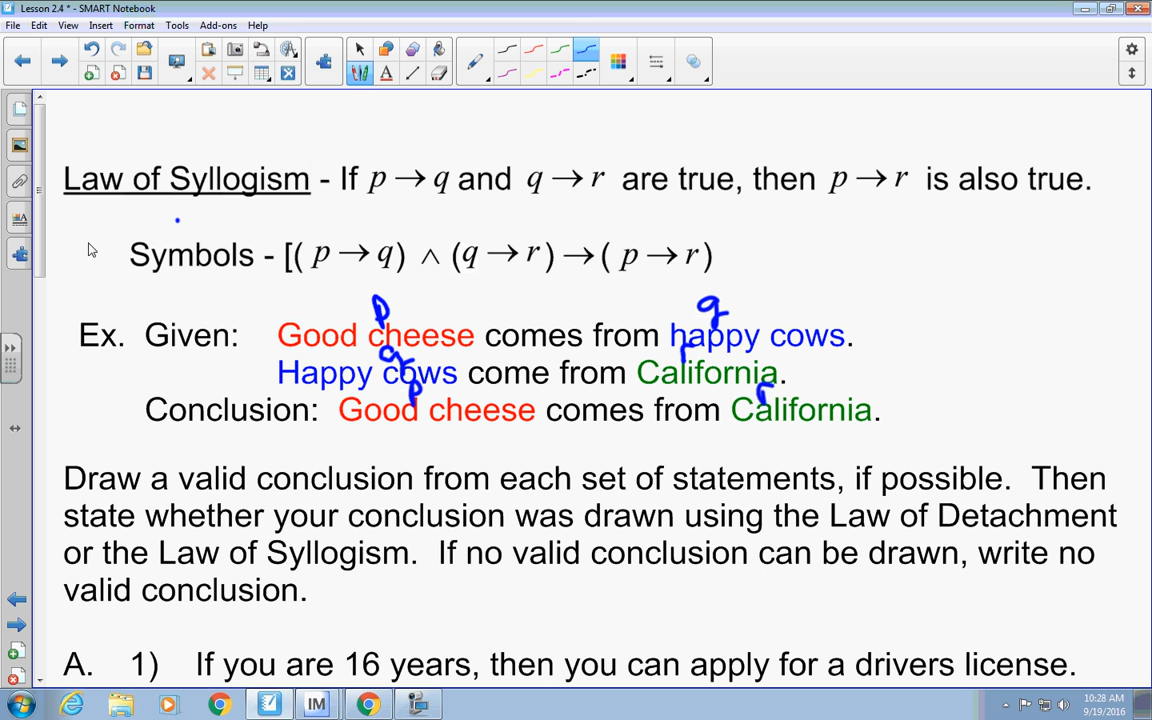 Lesson 2.4 * - SMART Notebook
File Edit View Insert Format Tools Add-ons Help
Law of Syllogism - If p → q and q → r are true, then p → r is also true.
Symbols - [( p → q) ∧ (q → r) → ( p → r)
p q
Ex. Given: Good cheese comes from happy cows.
q r
Happy cows come from California.
p r
Conclusion: Good cheese comes from California.
Draw a valid conclusion from each set of statements, if possible. Then
state whether your conclusion was drawn using the Law of Detachment
or the Law of Syllogism. If no valid conclusion can be drawn, write no
valid conclusion.
A. 1) If you are 16 years, then you can apply for a drivers license.
IM
10:28 AM
9/19/2016